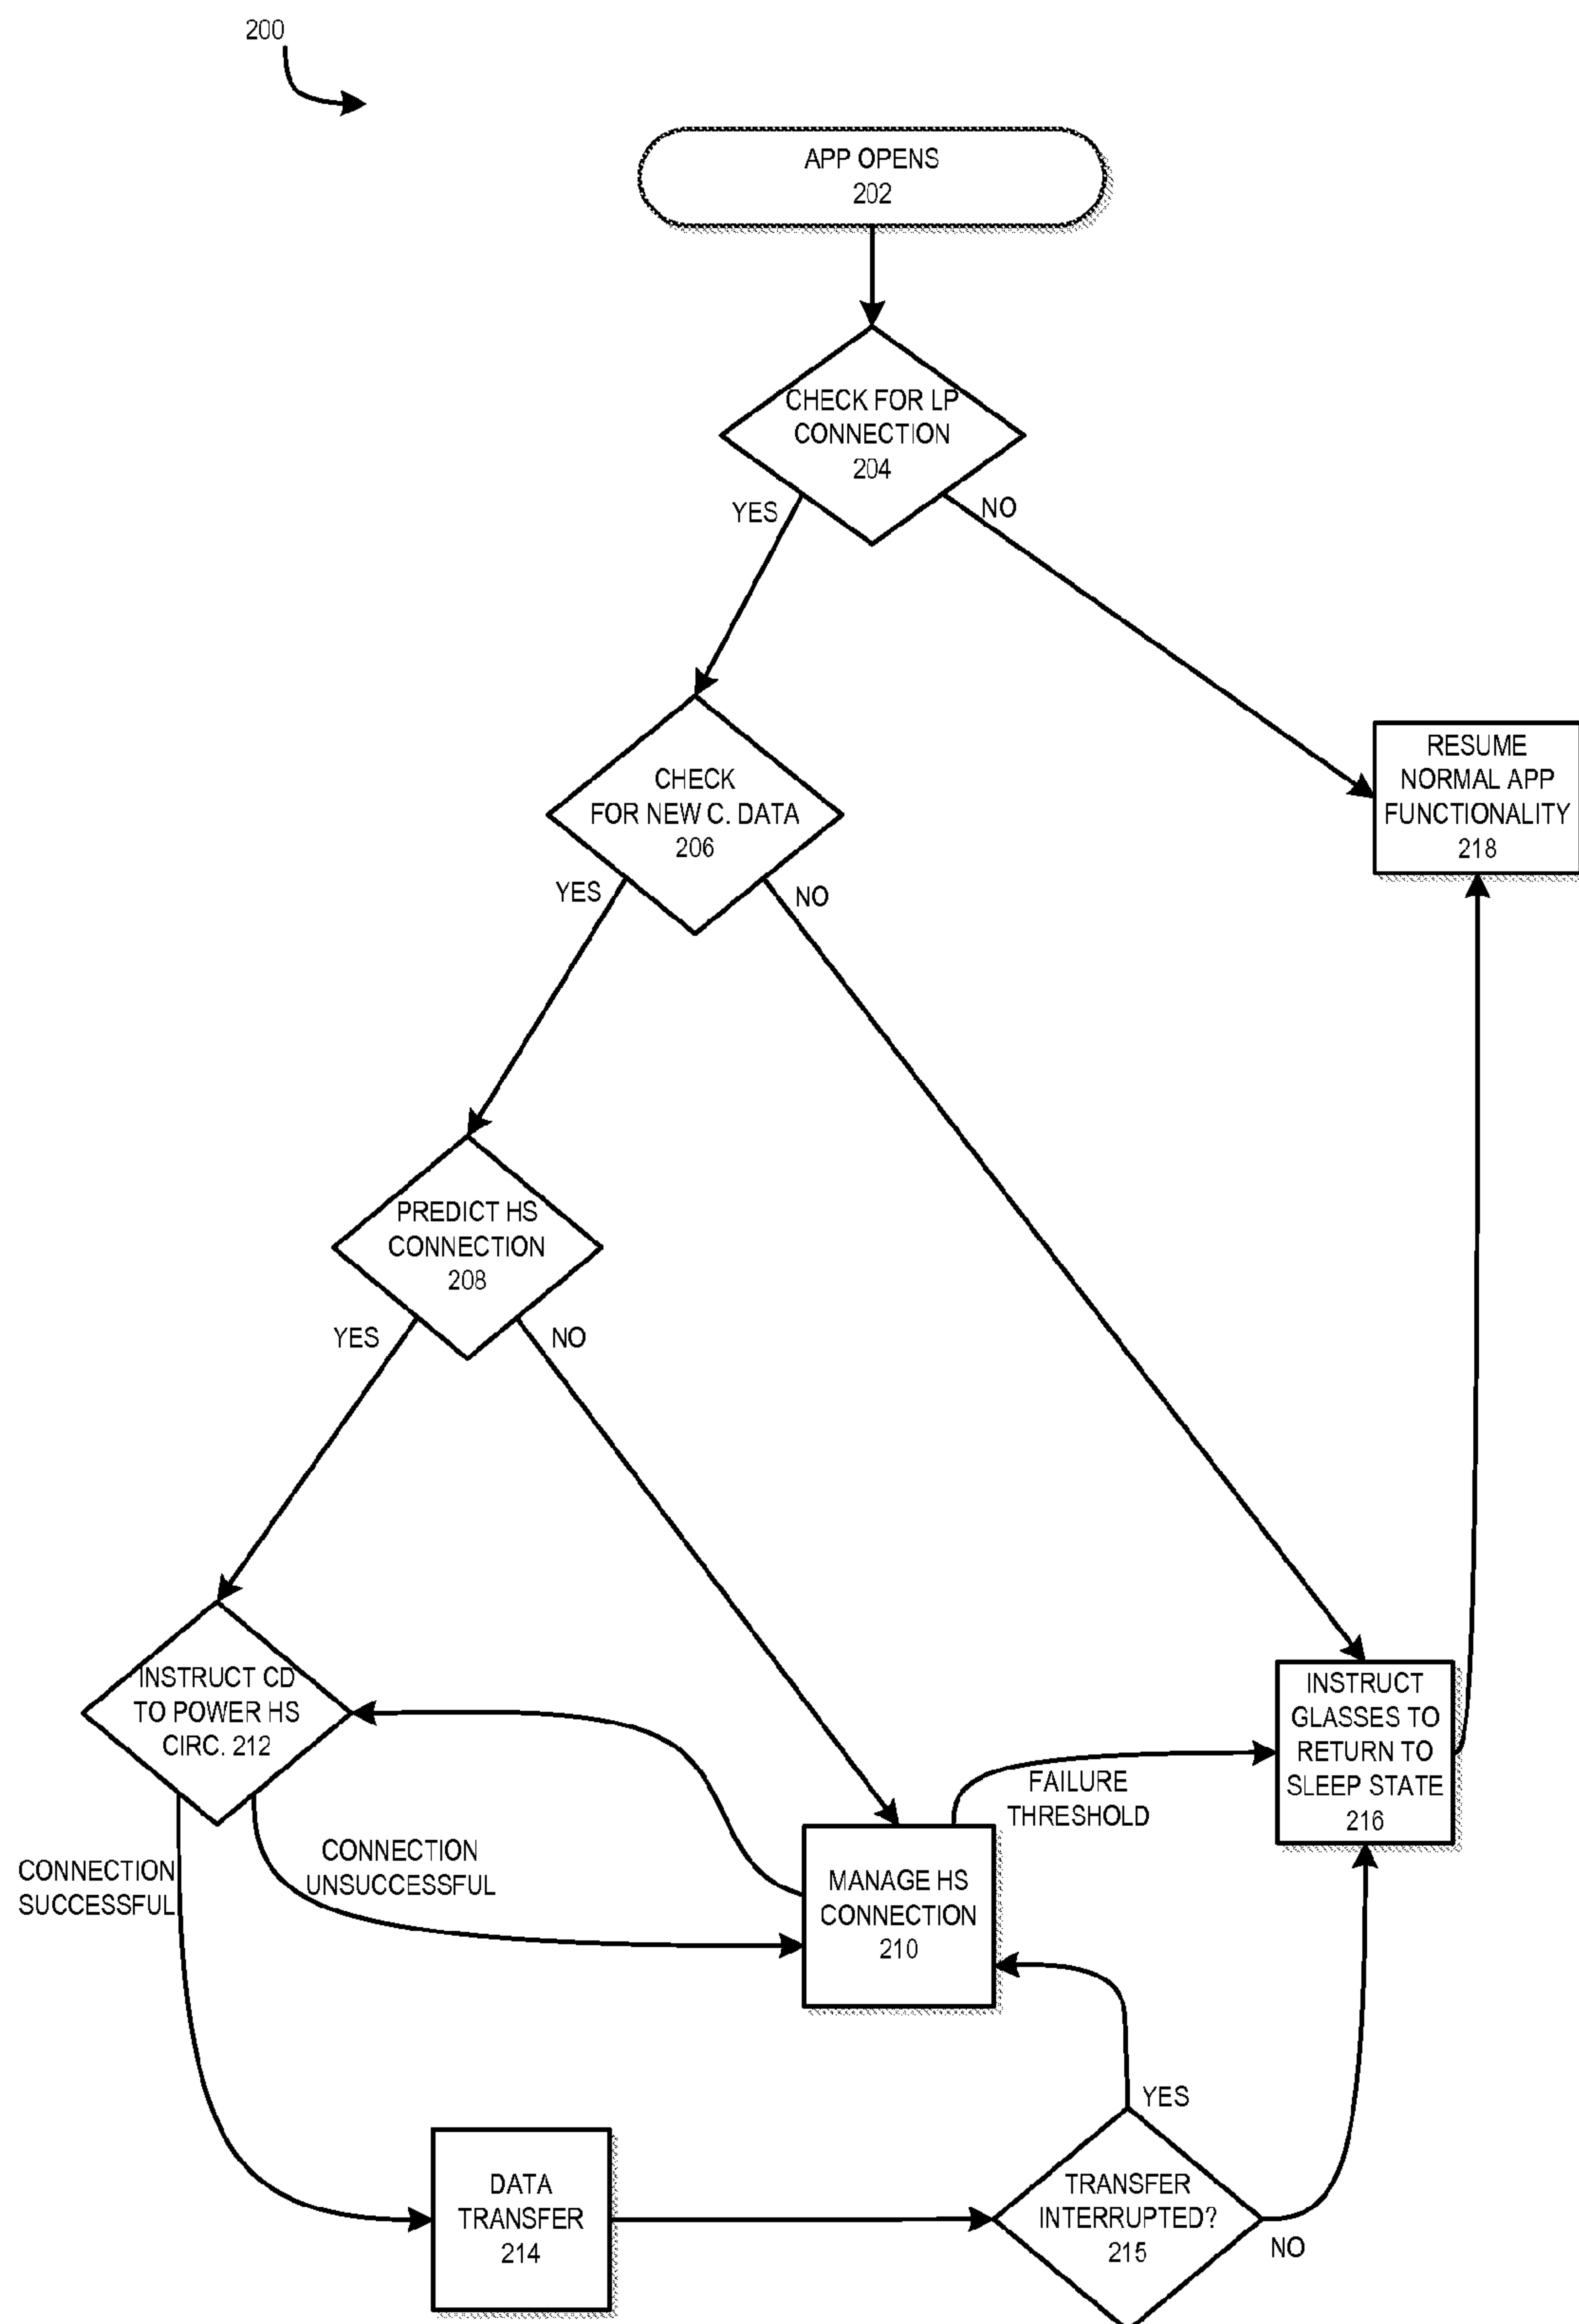 200
APP OPENS
202
CHECK FOR LP
CONNECTION
204
YES
NO
RESUME
NORMAL APP
FUNCTIONALITY
218
CHECK
FOR NEW C. DATA
206
YES
NO
PREDICT HS
CONNECTION
208
YES
NO
INSTRUCT CD
TO POWER HS
CIRC. 212
INSTRUCT
GLASSES TO
RETURN TO
SLEEP STATE
216
FAILURE
THRESHOLD
CONNECTION
SUCCESSFUL
CONNECTION
UNSUCCESSFUL
MANAGE HS
CONNECTION
210
YES
DATA
TRANSFER
214
TRANSFER
INTERRUPTED?
215
NO